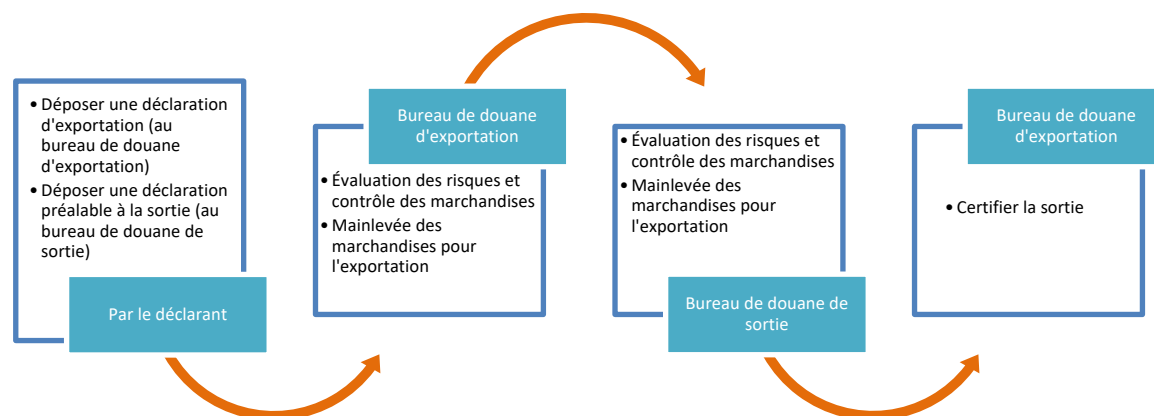 • Déposer une déclaration
d'exportation (au
bureau de douane
d'exportation)
• Déposer une déclaration
préalable à la sortie (au
bureau de douane de
sortie)
Par le déclarant
Bureau de douane
d'exportation
• Évaluation des risques et
contrôle des marchandises
• Mainlevée des
marchandises pour
l'exportation
• Évaluation des risques et
contrôle des marchandises
• Mainlevée des
marchandises pour
l'exportation
Bureau de douane de
sortie
Bureau de douane
d'exportation
• Certifier la sortie